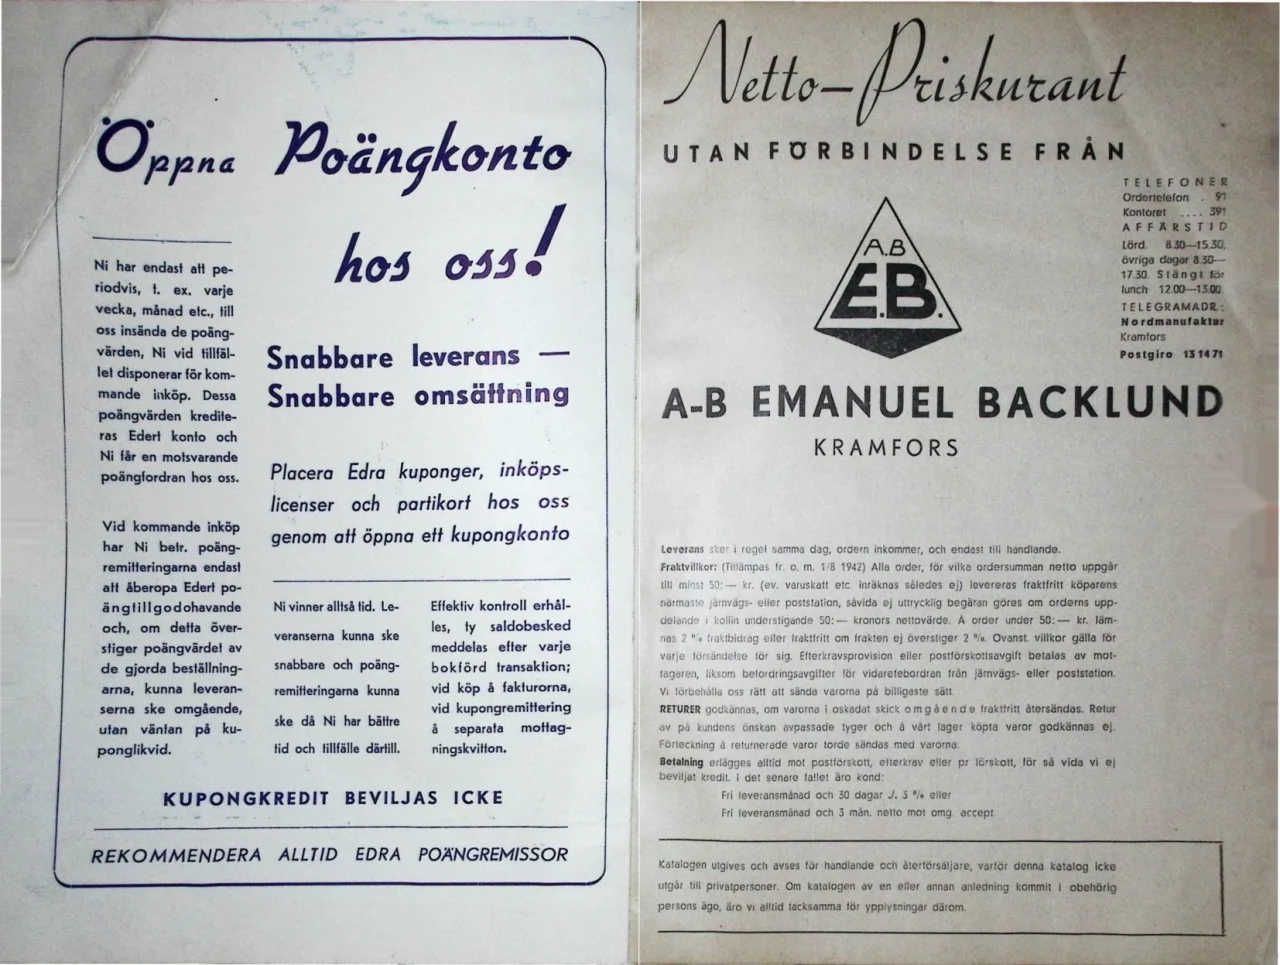 Öppna Poängkonto
hos oss!
Ni har endast att pe-
riodvis, t. ex. varje
vecka, månad etc., till
oss insända de poäng-
värden, Ni vid tillfäl-
let disponerar för kom-
mande inköp. Dessa
poängvärden kredite-
ras Edert konto och
Ni får en motsvarande
poängfordran hos oss.
Vid kommande inköp
har Ni betr. poäng-
remitteringarna endast
att åberopa Edert po-
ängtillgodohavande
och, om detta över-
stiger poängvärdet av
de gjorda beställning-
arna, kunna leveran-
serna ske omgående,
utan väntan på ku-
ponglikvid.
Snabbare leverans —
Snabbare omsättning
Placera Edra kuponger, inköps-
licenser och partikort hos oss
genom att öppna ett kupongkonto
Ni vinner alltså tid. Le-
veranserna kunna ske
snabbare och poäng-
remitteringarna kunna
ske då Ni har bättre
tid och tillfälle därtill.
Effektiv kontroll erhål-
les, ty saldobesked
meddelas efter varje
bokförd transaktion;
vid köp å fakturorna,
vid kupongremittering
å separata mottag-
ningskvitton.
KUPONGKREDIT BEVILJAS ICKE
REKOMMENDERA ALLTID EDRA POÄNGREMISSOR
Netto-Priskurant
UTAN FÖRBINDELSE FRÅN
TELEFONER
Ordertelefon . 91
Kontoret .... 391
AFFÄRSTID
Lörd. 8.30—15.30,
övriga dagar 8.30—
17.30. Stängt för
lunch 12.00—13.00.
TELEGRAMADR.:
Nordmanufaktur
Kramfors
Postgiro 131471
A.B
E.B.
A-B EMANUEL BACKLUND
KRAMFORS
Leverans sker i regel samma dag, ordern inkommer, och endast till handlande.
Fraktvillkor: (Tillämpas fr. o. m. 1/8 1942) Alla order, för vilka ordersumman netto uppgår
till minst 50:— kr. (ev. varuskatt etc. inräknas således ej) levereras fraktfritt köparens
närmaste järnvägs- eller poststation, såvida ej uttrycklig begäran göres om orderns upp-
delande i kollin understigande 50:— kronors nettovärde. Å order under 50:— kr. läm-
nas 2 % fraktbidrag eller fraktfritt om frakten ej överstiger 2 %. Ovanst. villkor gälla för
varje försändelse för sig. Efterkravsprovision eller postförskottsavgift betalas av mot-
tagaren, liksom befordringsavgifter för vidarefebordran från järnvägs- eller poststation.
Vi förbehålla oss rätt att sända varorna på billigaste sätt.
RETURER godkännas, om varorna i oskadat skick omgående fraktfritt återsändas. Retur
av på kundens önskan avpassade tyger och å vårt lager köpta varor godkännas ej.
Förteckning å returnerade varor torde sändas med varorna.
Betalning erlägges alltid mot postförskott, efterkrav eller pr förskott, för så vida vi ej
beviljat kredit. I det senare fallet äro kond:
Fri leveransmånad och 30 dagar ./. 3 % eller
Fri leveransmånad och 3 mån. netto mot omg. accept.
Katalogen utgives och avses för handlande och återförsäljare, varför denna katalog icke
utgår till privatpersoner. Om katalogen av en eller annan anledning kommit i obehörig
persons ägo, äro vi alltid tacksamma för ypplysningar därom.